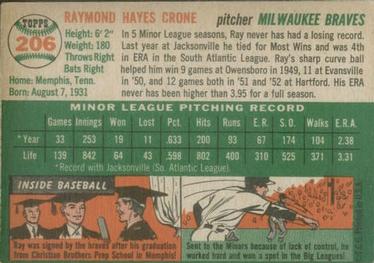 TOPPS
206
RAYMOND HAYES CRONE pitcher MILWAUKEE BRAVES
Height: 6' 2"
Weight: 180
Throws Right
Bats Right
Home: Memphis, Tenn.
Born: August 7, 1931
In 5 Minor League seasons, Ray never has had a losing record.
Last year at Jacksonville he tied for Most Wins and was 4th
in ERA in the South Atlantic League. Ray's sharp curve ball
helped him win 9 games at Owensboro in 1949, 11 at Evansville
in '50 and 12 games both in '51 and '52 at Hartford. His ERA
never has been higher than 3.95 for a full season.
MINOR LEAGUE PITCHING RECORD
Games Innings Won Lost Pct. Hits Runs E.R. S.O. Walks E.R.A.
*Year 33 253 19 11 .633 200 93 67 174 104 2.38
Life 139 842 64 43 .598 802 400 310 525 371 3.31
*Record with Jacksonville (So. Atlantic League).
INSIDE BASEBALL
Ray was signed by the braves after his graduation
from Christian Brothers Prep School in Memphis!
Sent to the Minors because of lack of control, he
worked hard and won a spot in the Big Leagues!